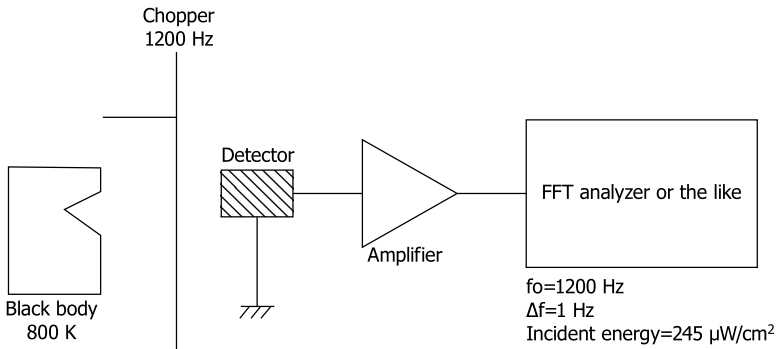 Chopper
1200 Hz
Detector
FFT analyzer or the like
Amplifier
Black body
800 K
fo=1200 Hz
Δf=1 Hz
Incident energy=245 μW/cm²